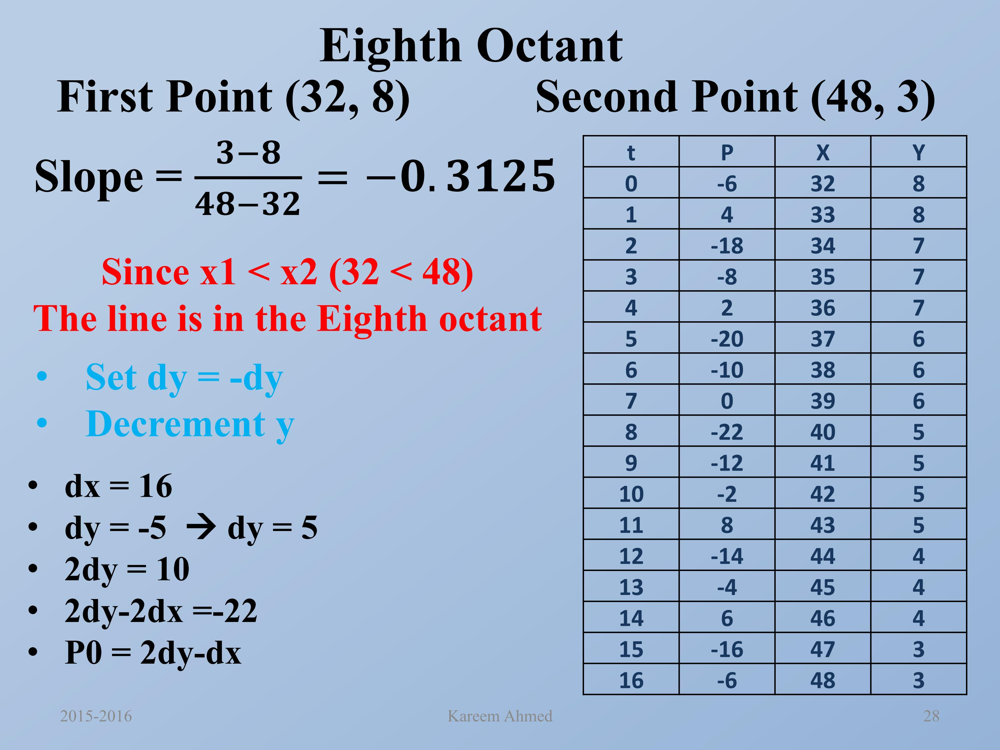 Eighth Octant
First Point (32, 8) Second Point (48, 3)
Slope = 3−8 / 48−32 = −0.3125
Since x1 < x2 (32 < 48)
The line is in the Eighth octant
• Set dy = -dy
• Decrement y
• dx = 16
• dy = -5 → dy = 5
• 2dy = 10
• 2dy-2dx =-22
• P0 = 2dy-dx
t P X Y
0 -6 32 8
1 4 33 8
2 -18 34 7
3 -8 35 7
4 2 36 7
5 -20 37 6
6 -10 38 6
7 0 39 6
8 -22 40 5
9 -12 41 5
10 -2 42 5
11 8 43 5
12 -14 44 4
13 -4 45 4
14 6 46 4
15 -16 47 3
16 -6 48 3
2015-2016 Kareem Ahmed 28